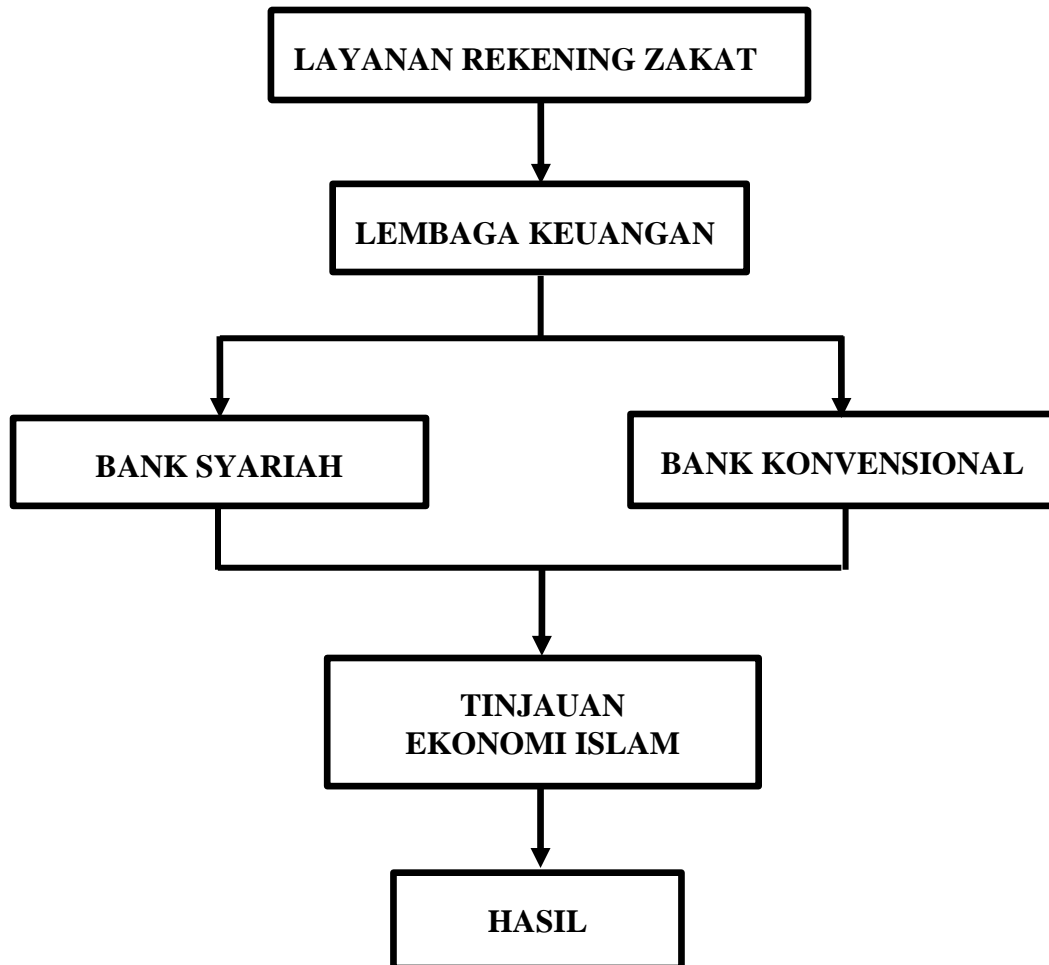 LAYANAN REKENING ZAKAT
LEMBAGA KEUANGAN
BANK SYARIAH
BANK KONVENSIONAL
TINJAUAN
EKONOMI ISLAM
HASIL